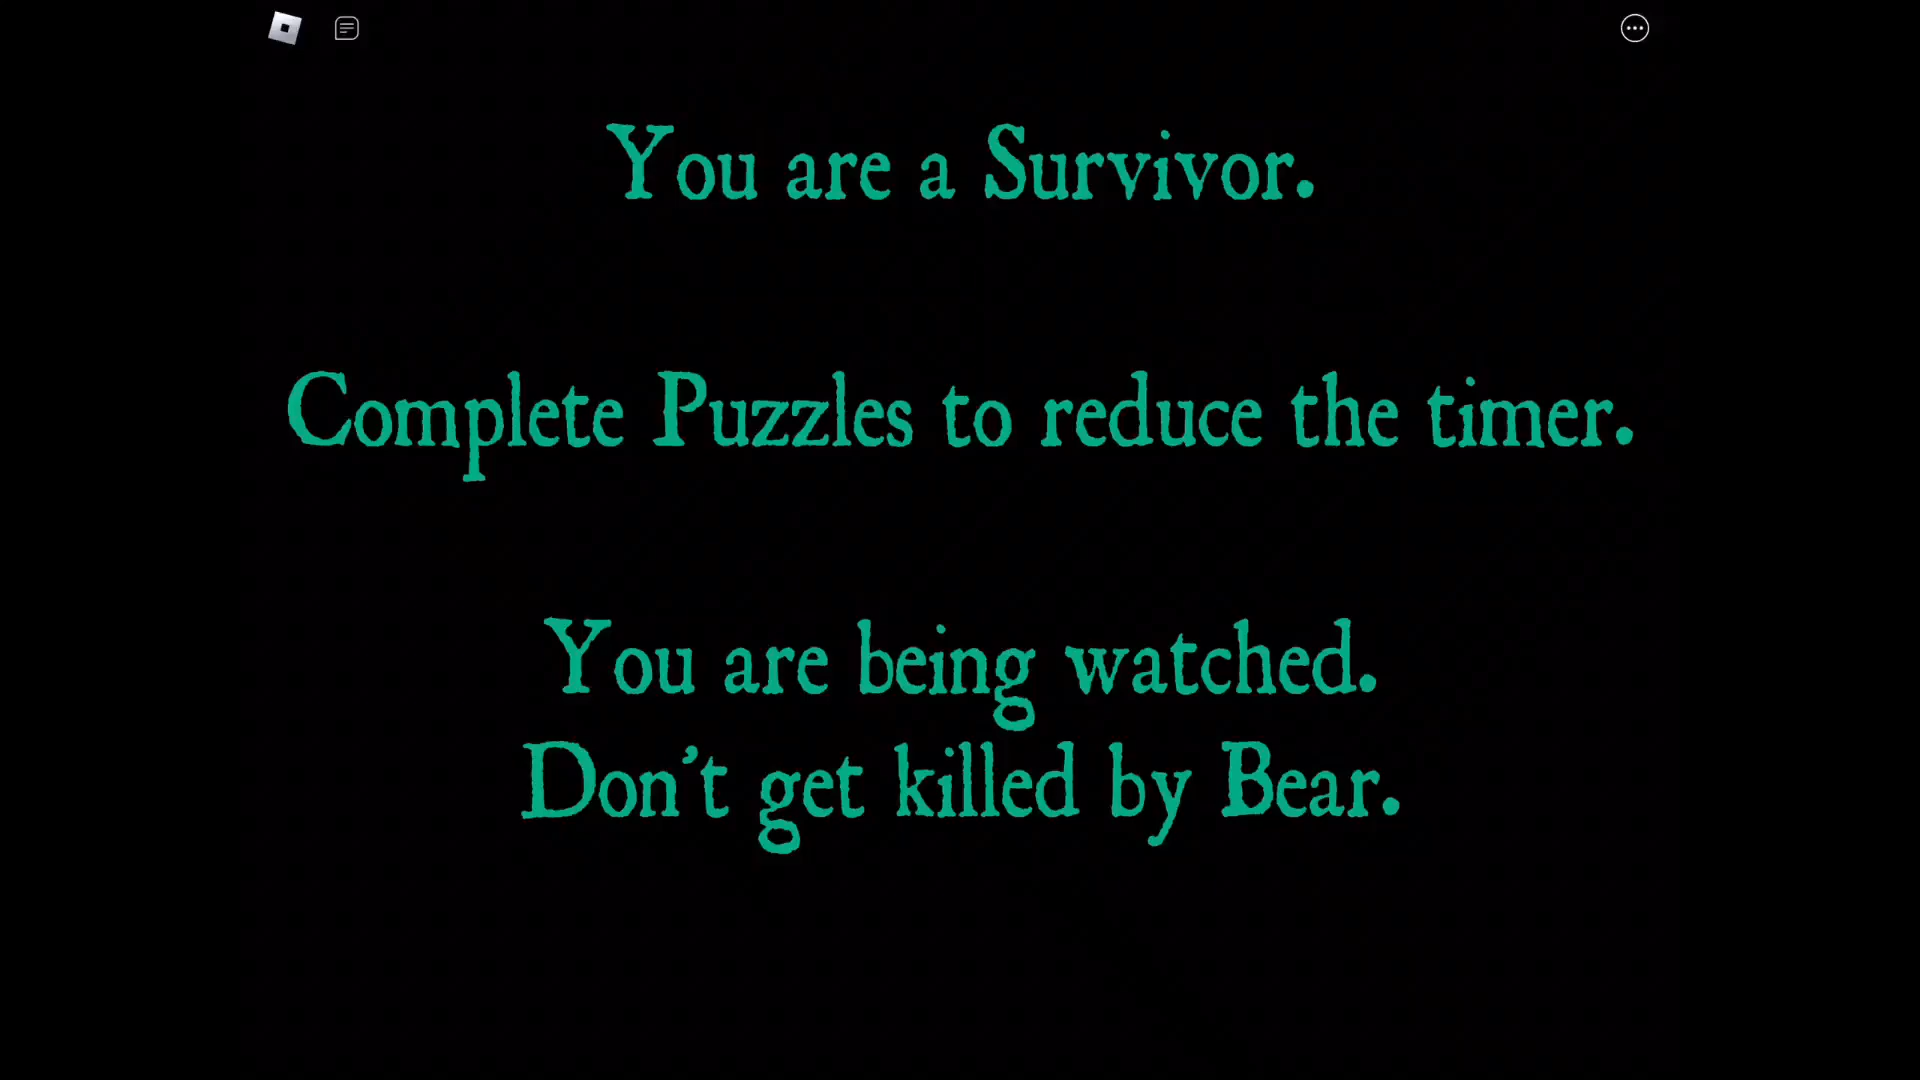 You are a Survivor.
Complete Puzzles to reduce the timer.
You are being watched.
Don't get killed by Bear.